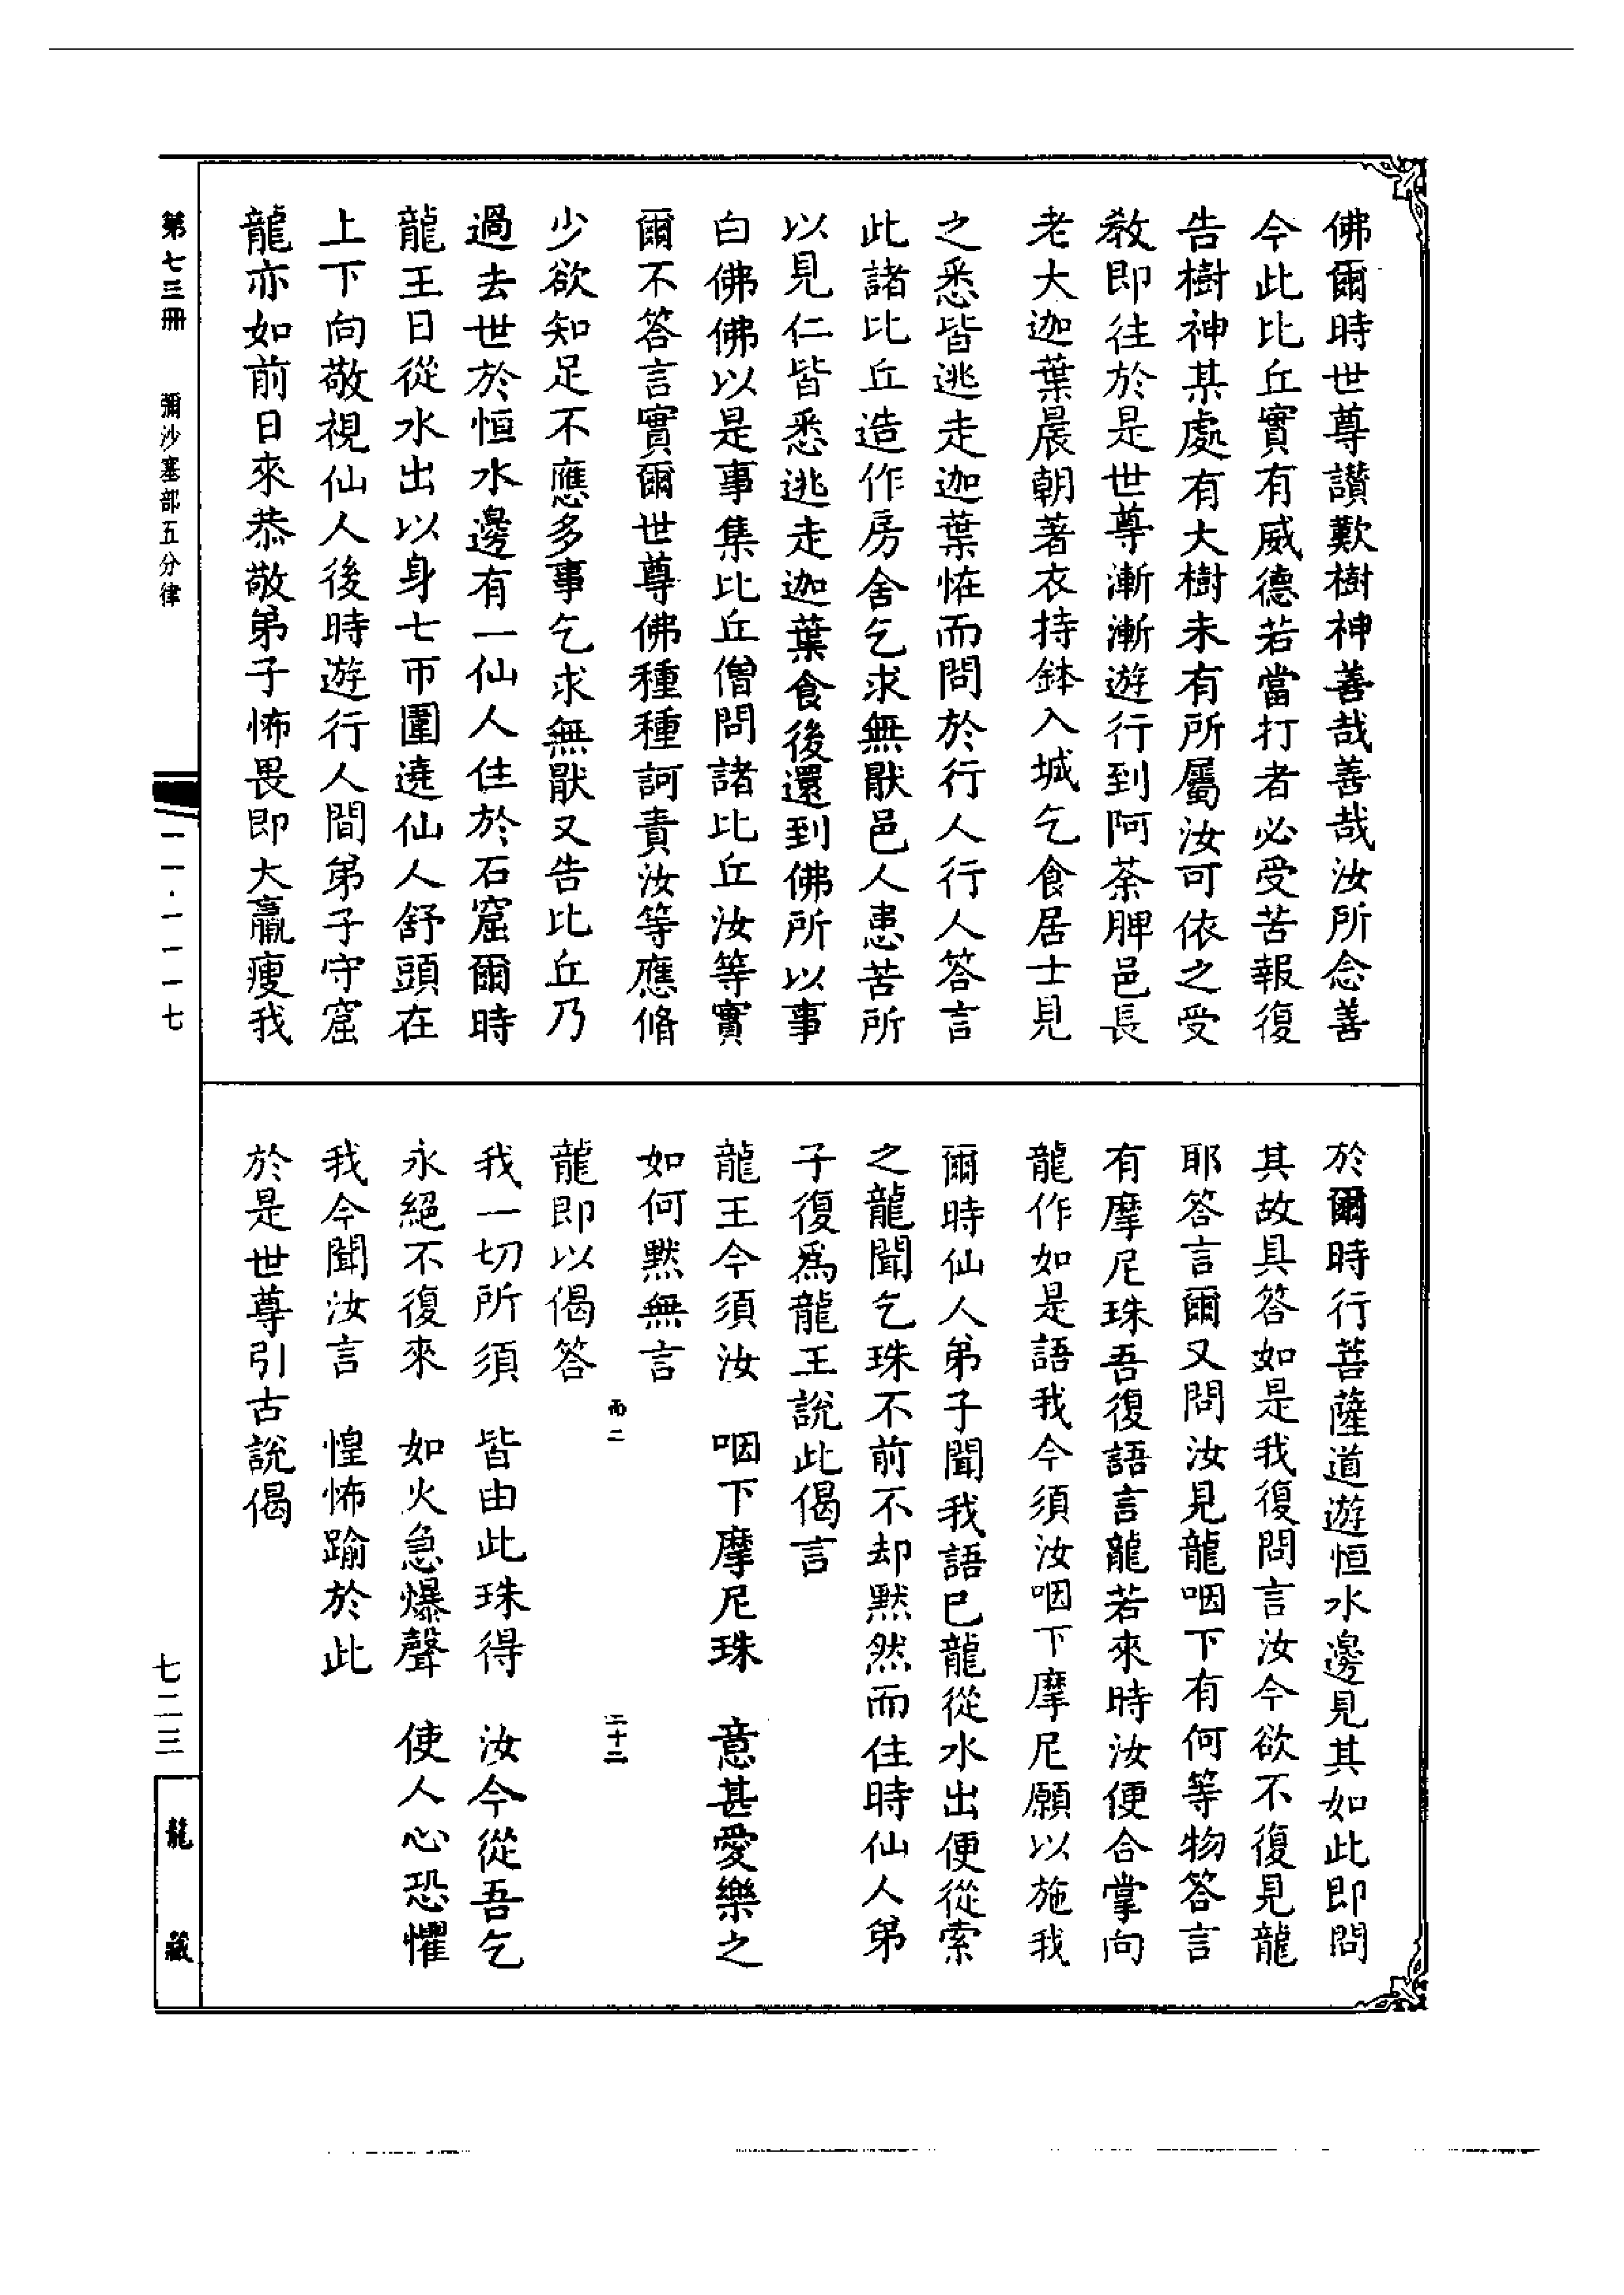 佛爾時世尊讃歎樹神善哉善哉汝所念善
今此比丘實有威德若當打者必受苦報復
告樹神某處有大樹未有所屬汝可依之受
敎即往於是世尊漸漸遊行到阿荼脾邑長
老大迦葉晨朝著衣持鉢入城乞食居士見
之悉皆逃走迦葉恠而問於行人行人答言
此諸比丘造作房舍乞求無猒邑人患苦所
以見仁皆悉逃走迦葉食後還到佛所以事
白佛佛以是事集比丘僧問諸比丘汝等實
爾不答言實爾世尊佛種種訶責汝等應脩
少欲知足不應多事乞求無猒又告比丘乃
過去世於恒水邊有一仙人住於石窟爾時
龍王日從水出以身七帀圍遶仙人舒頭在
上下向敬視仙人後時遊行人間弟子守窟
龍亦如前日來恭敬弟子怖畏即大羸瘦我
於爾時行菩薩道遊恒水邊見其如此即問
其故具答如是我復問言汝今欲不復見龍
耶答言爾又問汝見龍咽下有何等物答言
有摩尼珠吾復語言龍若來時汝便合掌向
龍作如是語我今須汝咽下摩尼願以施我
爾時仙人弟子聞我語已龍從水出便從索
之龍聞乞珠不前不却黙然而住時仙人弟
子復爲龍王說此偈言
龍王今須汝　咽下摩尼珠　意甚愛樂之
如何黙無言
龍即以偈答
我一切所須　皆由此珠得　汝今從吾乞
永絕不復來　如火急爆聲　使人心恐懼
我今聞汝言　惶怖踰於此
於是世尊引古說偈
而二
二十二
第七三冊　彌沙塞部五分律
一一·一一一七
七二三
龍藏